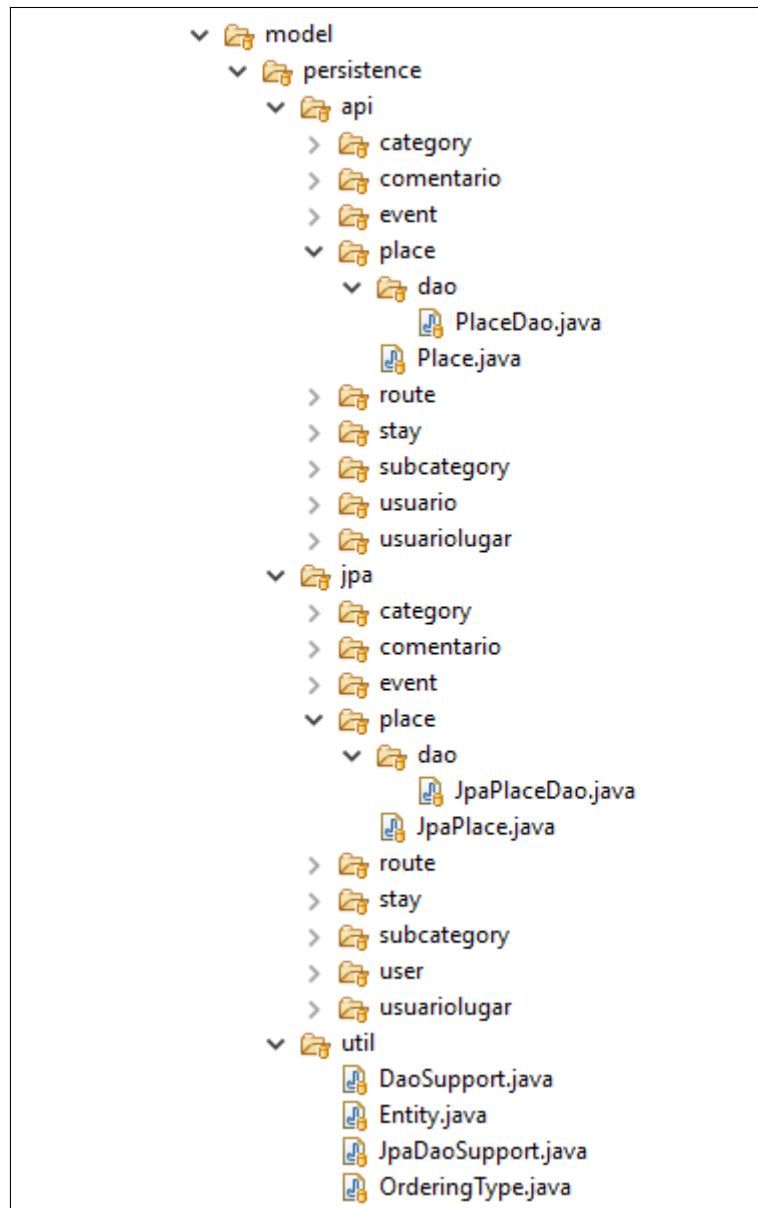 model
persistence
api
category
comentario
event
place
dao
PlaceDao.java
Place.java
route
stay
subcategory
usuario
usuariolugar
jpa
category
comentario
event
place
dao
JpaPlaceDao.java
JpaPlace.java
route
stay
subcategory
user
usuariolugar
util
DaoSupport.java
Entity.java
JpaDaoSupport.java
OrderingType.java